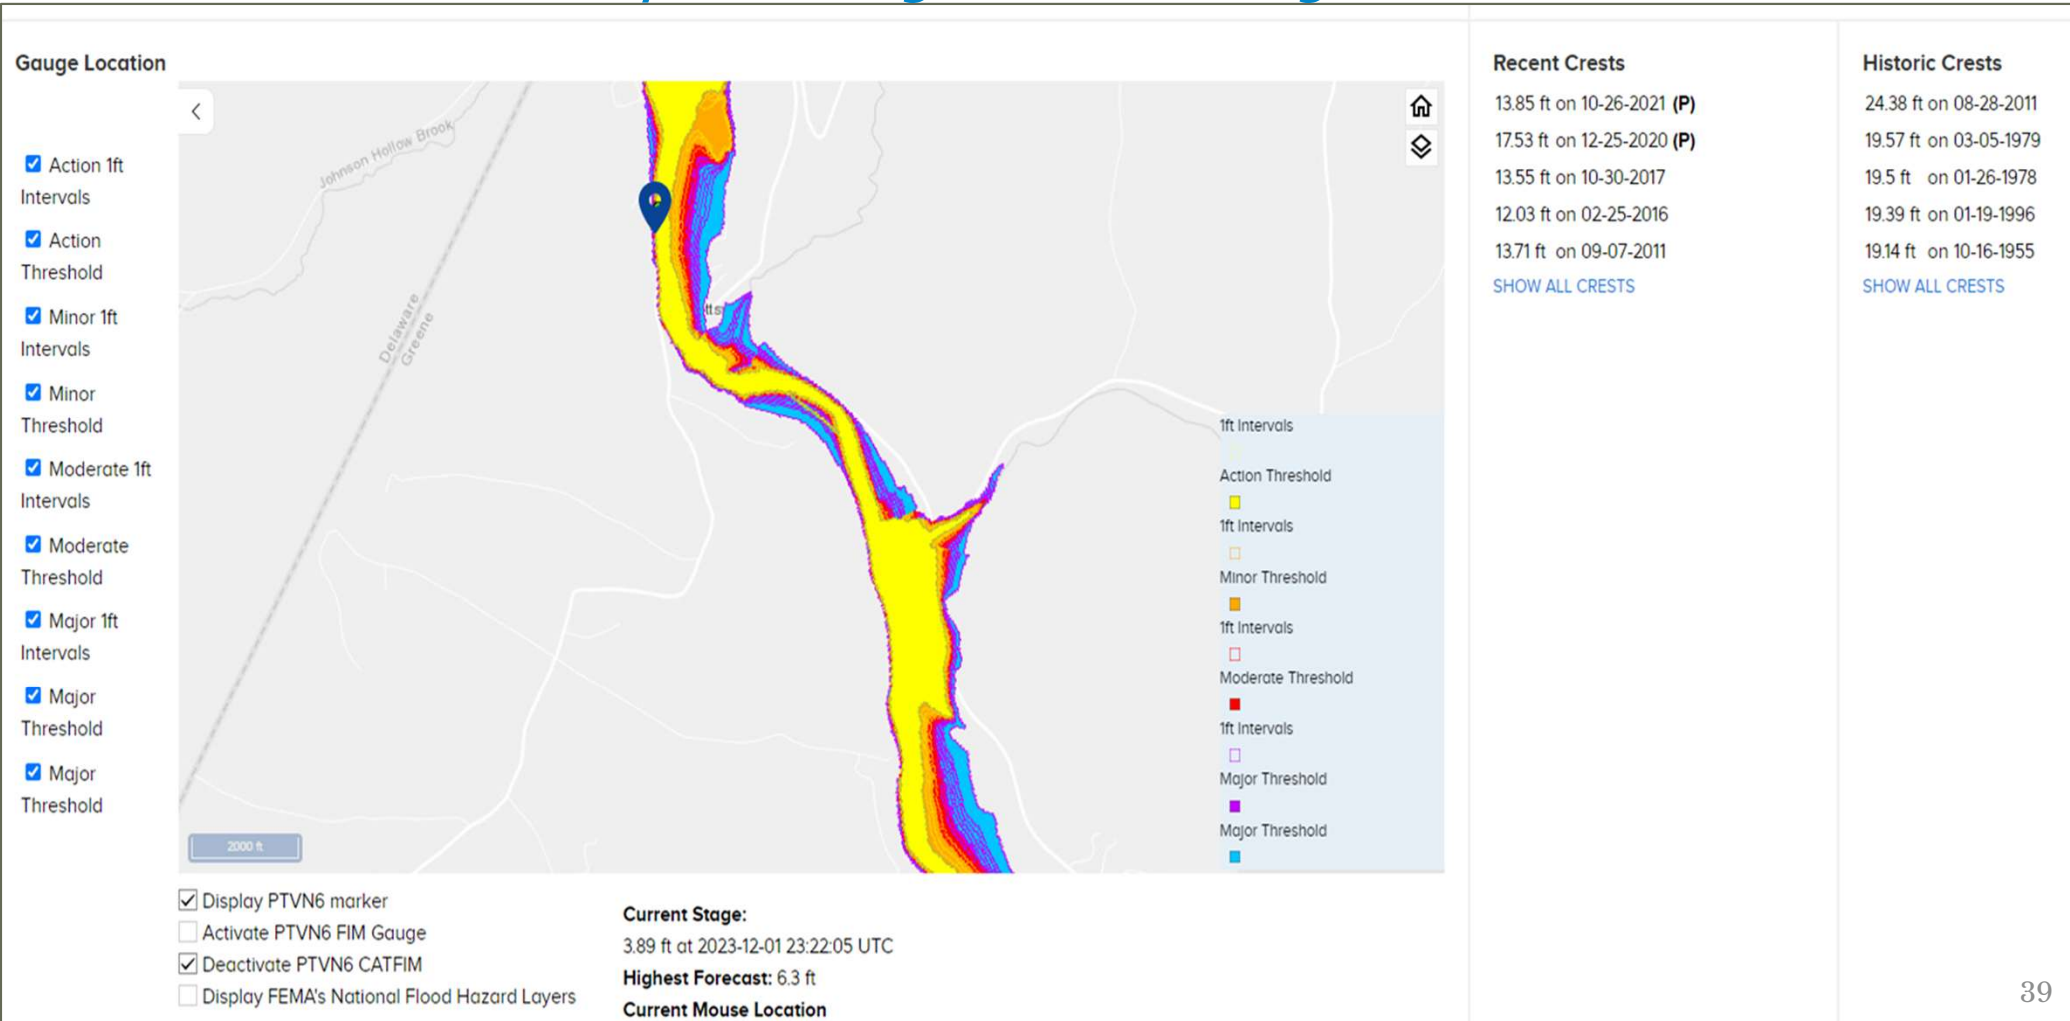 Gauge Location
Action 1ft
Intervals
Action
Threshold
Minor 1ft
Intervals
Minor
Threshold
Moderate 1ft
Intervals
Moderate
Threshold
Major 1ft
Intervals
Major
Threshold
Major
Threshold
Johnson Hollow Brook
Delaware
Greene
2000 ft
1ft Intervals
Action Threshold
1ft Intervals
Minor Threshold
1ft Intervals
Moderate Threshold
1ft Intervals
Major Threshold
Major Threshold
Display PTVN6 marker
Activate PTVN6 FIM Gauge
Deactivate PTVN6 CATFIM
Display FEMA's National Flood Hazard Layers
Current Stage:
3.89 ft at 2023-12-01 23:22:05 UTC
Highest Forecast: 6.3 ft
Current Mouse Location
Recent Crests
13.85 ft on 10-26-2021 (P)
17.53 ft on 12-25-2020 (P)
13.55 ft on 10-30-2017
12.03 ft on 02-25-2016
13.71 ft on 09-07-2011
SHOW ALL CRESTS
Historic Crests
24.38 ft on 08-28-2011
19.57 ft on 03-05-1979
19.5 ft on 01-26-1978
19.39 ft on 01-19-1996
19.14 ft on 10-16-1955
SHOW ALL CRESTS
39